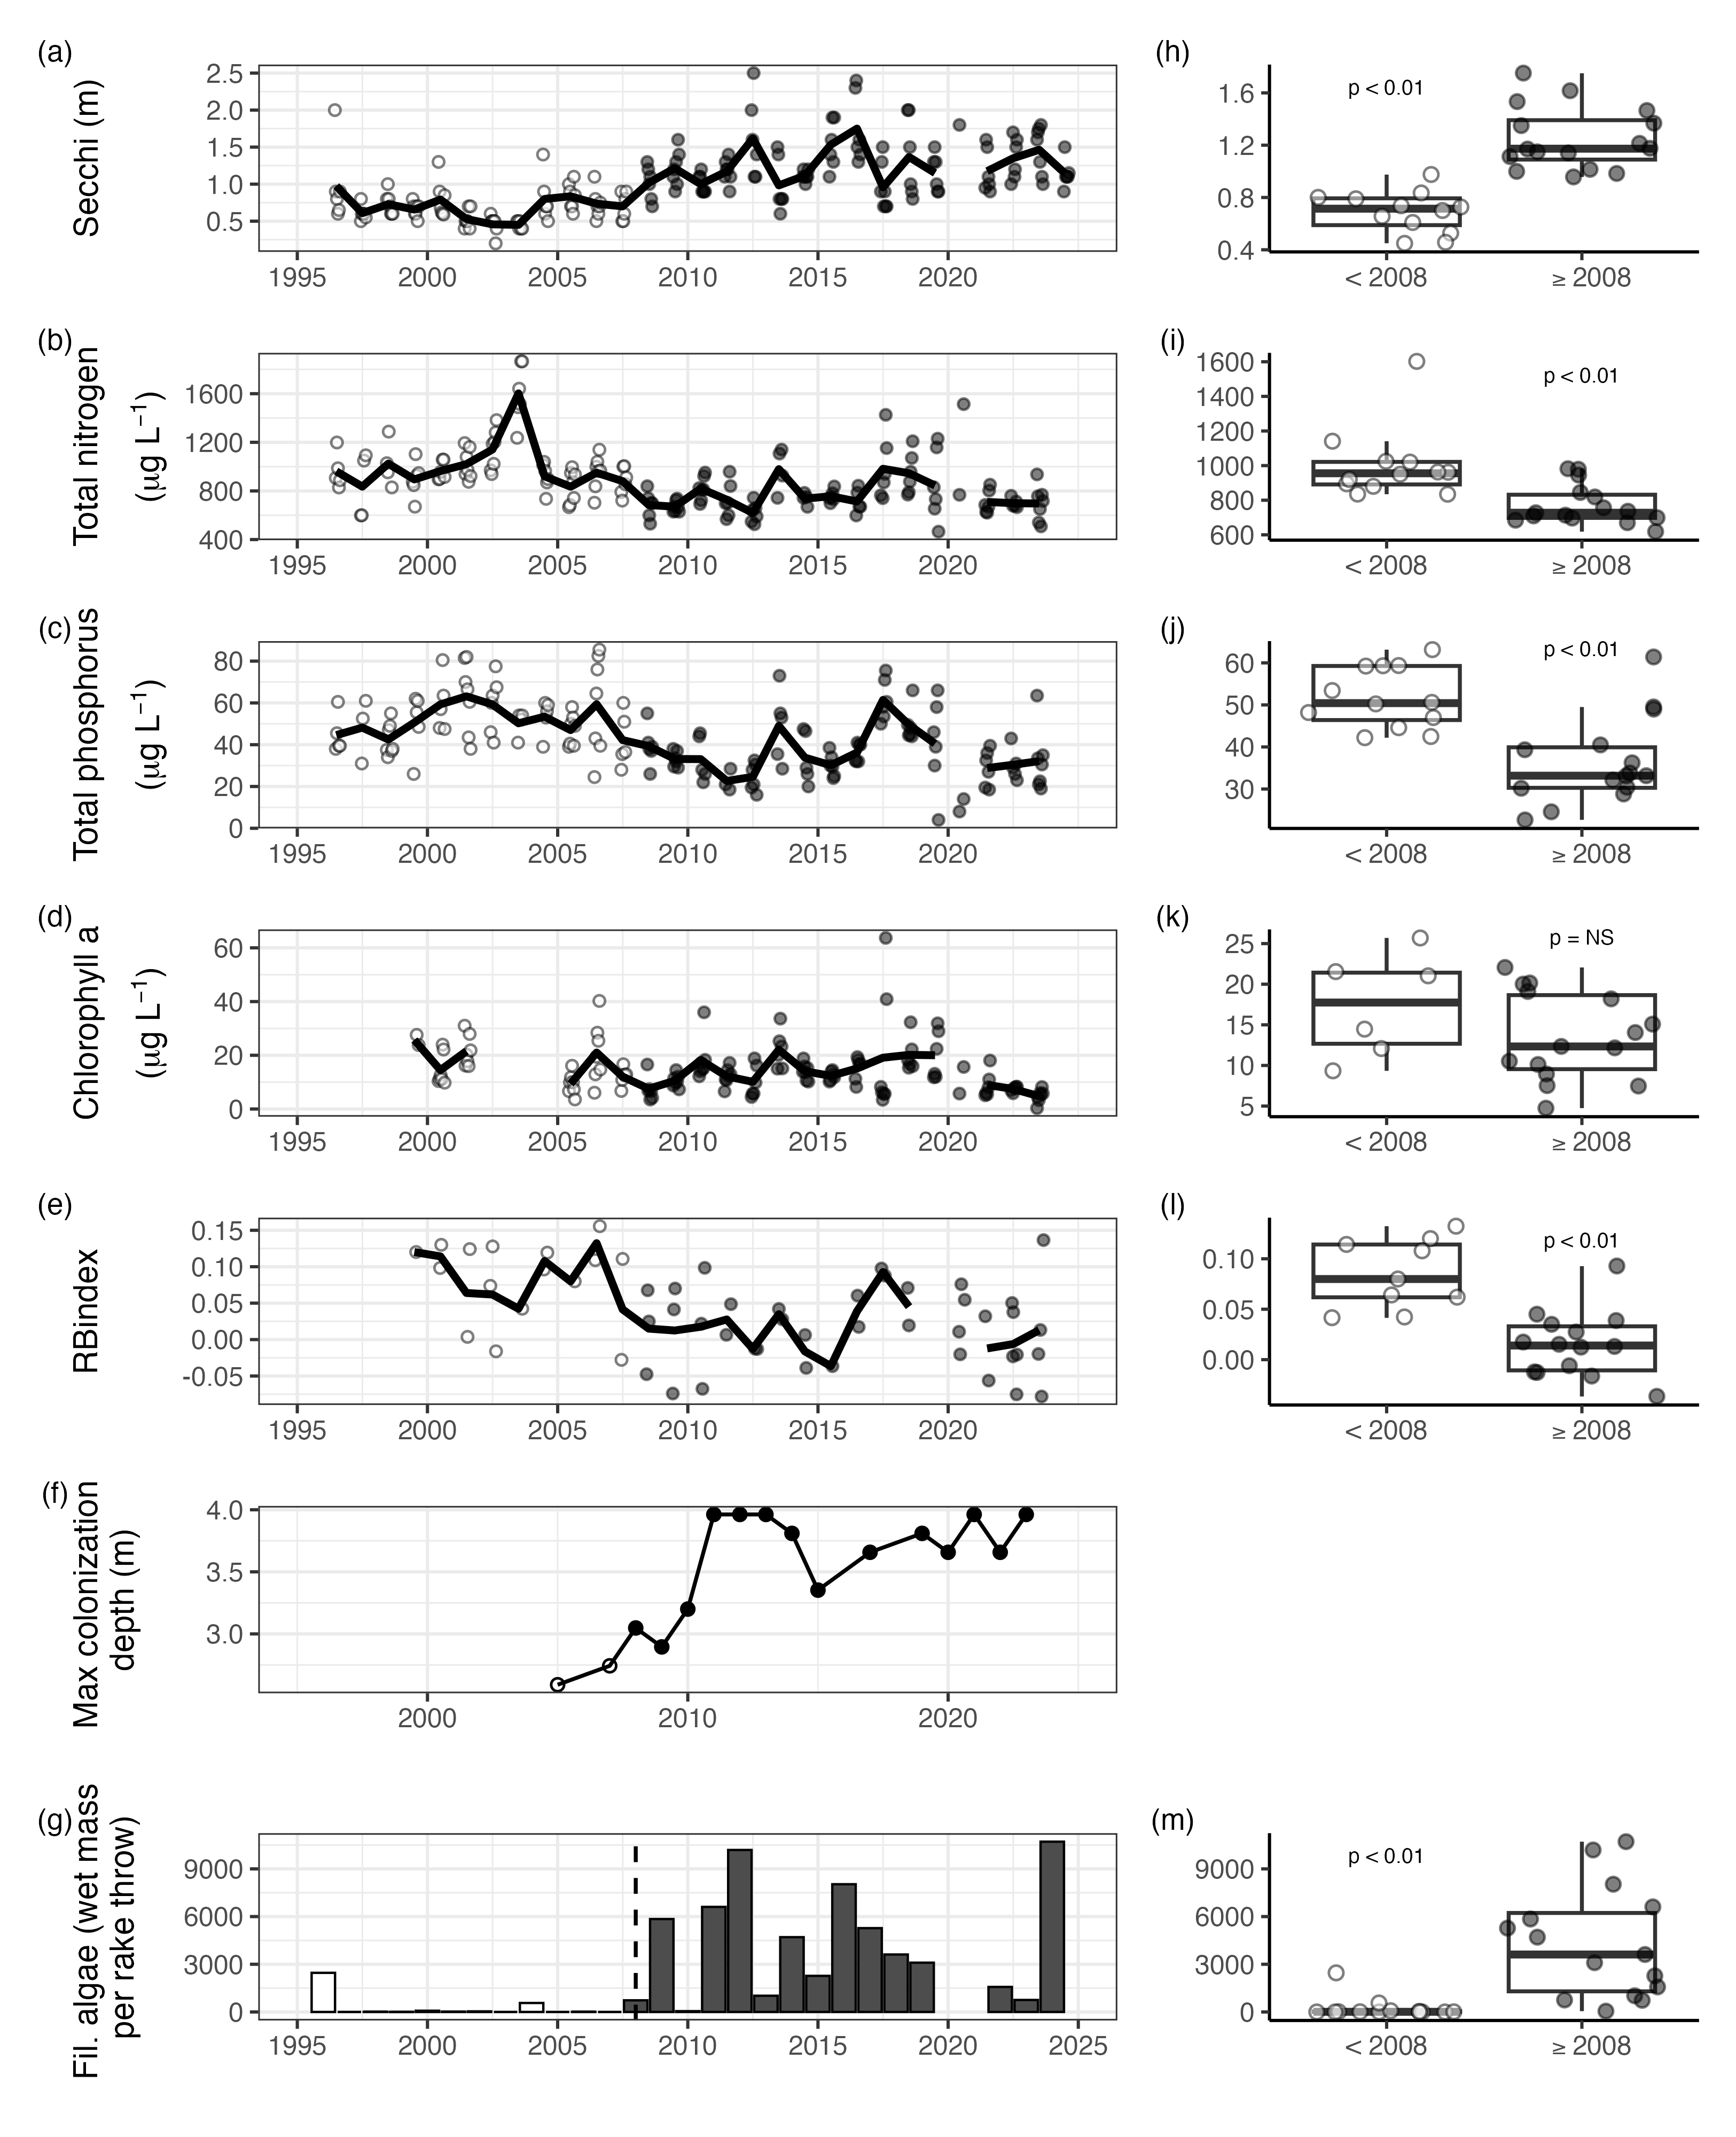 (a)
Secchi (m)
2.5
2.0
1.5
1.0
0.5
1995 2000 2005 2010 2015 2020
(h)
p < 0.01
1.6
1.2
0.8
0.4
< 2008 ≥ 2008
(b)
Total nitrogen
(μg L⁻¹)
1600
1200
800
400
1995 2000 2005 2010 2015 2020
(i)
p < 0.01
1600
1400
1200
1000
800
600
< 2008 ≥ 2008
(c)
Total phosphorus
(μg L⁻¹)
80
60
40
20
0
1995 2000 2005 2010 2015 2020
(j)
p < 0.01
60
50
40
30
< 2008 ≥ 2008
(d)
Chlorophyll a
(μg L⁻¹)
60
40
20
0
1995 2000 2005 2010 2015 2020
(k)
p = NS
25
20
15
10
5
< 2008 ≥ 2008
(e)
RBindex
0.15
0.10
0.05
0.00
-0.05
1995 2000 2005 2010 2015 2020
(l)
p < 0.01
0.10
0.05
0.00
< 2008 ≥ 2008
(f)
Max colonization
depth (m)
4.0
3.5
3.0
2000 2010 2020
(g)
Fil. algae (wet mass
per rake throw)
9000
6000
3000
0
1995 2000 2005 2010 2015 2020 2025
(m)
p < 0.01
9000
6000
3000
0
< 2008 ≥ 2008